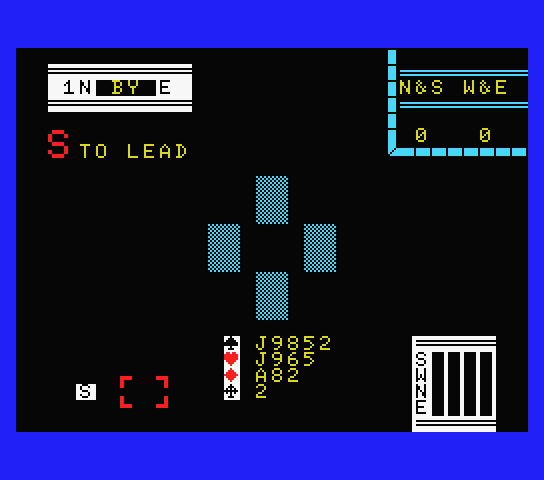 1N BY E
N&S W&E
0 0
S TO LEAD
♠ J9852
♥ J965
♦ A82
♣ 2
S
S
W
N
E